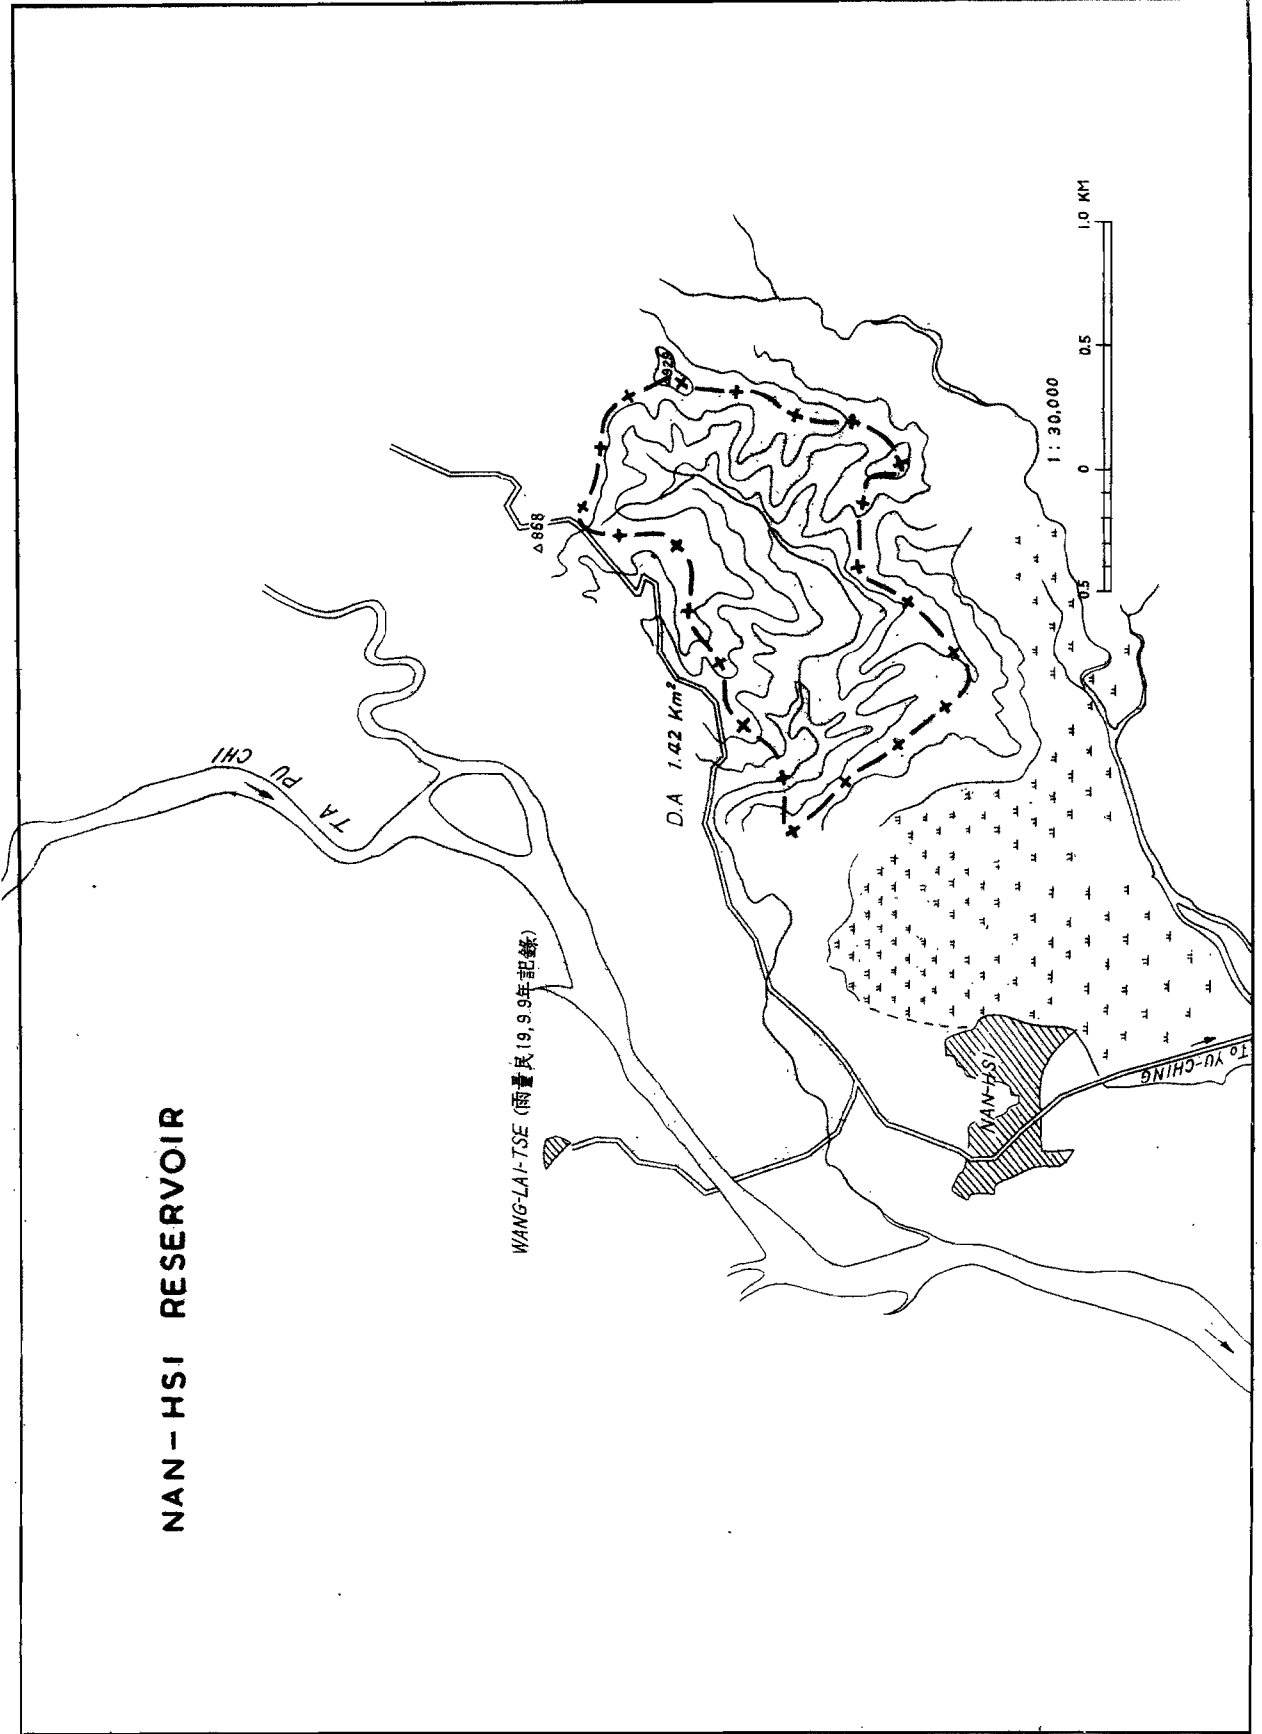 NAN-HSI RESERVOIR
TA PU CHI
WANG-LAI-TSE (雨量民19,9.9年記錄)
△868
△929
D.A 1.42 Km²
NAN-HSI
To YU-CHING
1:30,000
0.5 0 0.5 1.0 KM